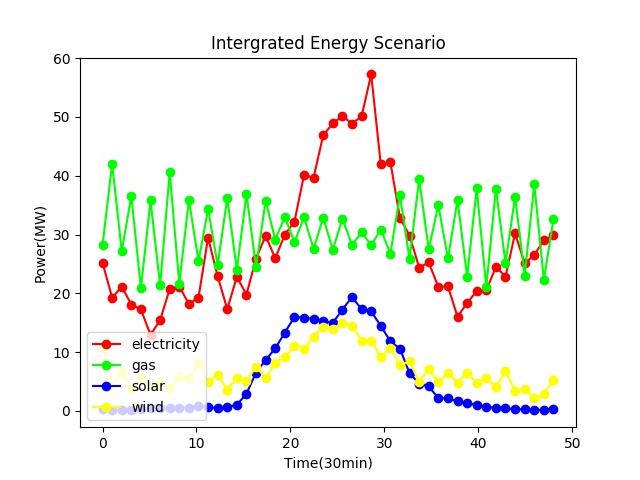 Intergrated Energy Scenario
Power(MW)
60
50
40
30
20
10
0
electricity
gas
solar
wind
0 10 20 30 40 50
Time(30min)